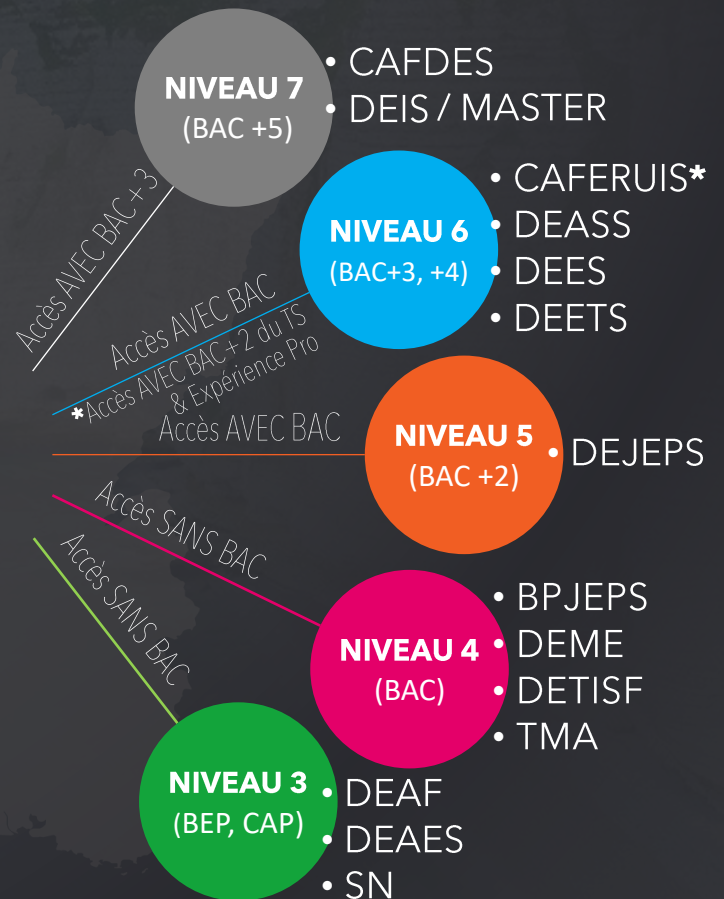 NIVEAU 7
(BAC +5)
• CAFDES
• DEIS / MASTER
Accès AVEC BAC+3
NIVEAU 6
(BAC+3, +4)
• CAFERUIS*
• DEASS
• DEES
• DEETS
Accès AVEC BAC
*Accès AVEC BAC+2 du TS
& Expérience Pro
Accès AVEC BAC
NIVEAU 5
(BAC +2)
• DEJEPS
Accès SANS BAC
NIVEAU 4
(BAC)
• BPJEPS
• DEME
• DETISF
• TMA
Accès SANS BAC
NIVEAU 3
(BEP, CAP)
• DEAF
• DEAES
• SN